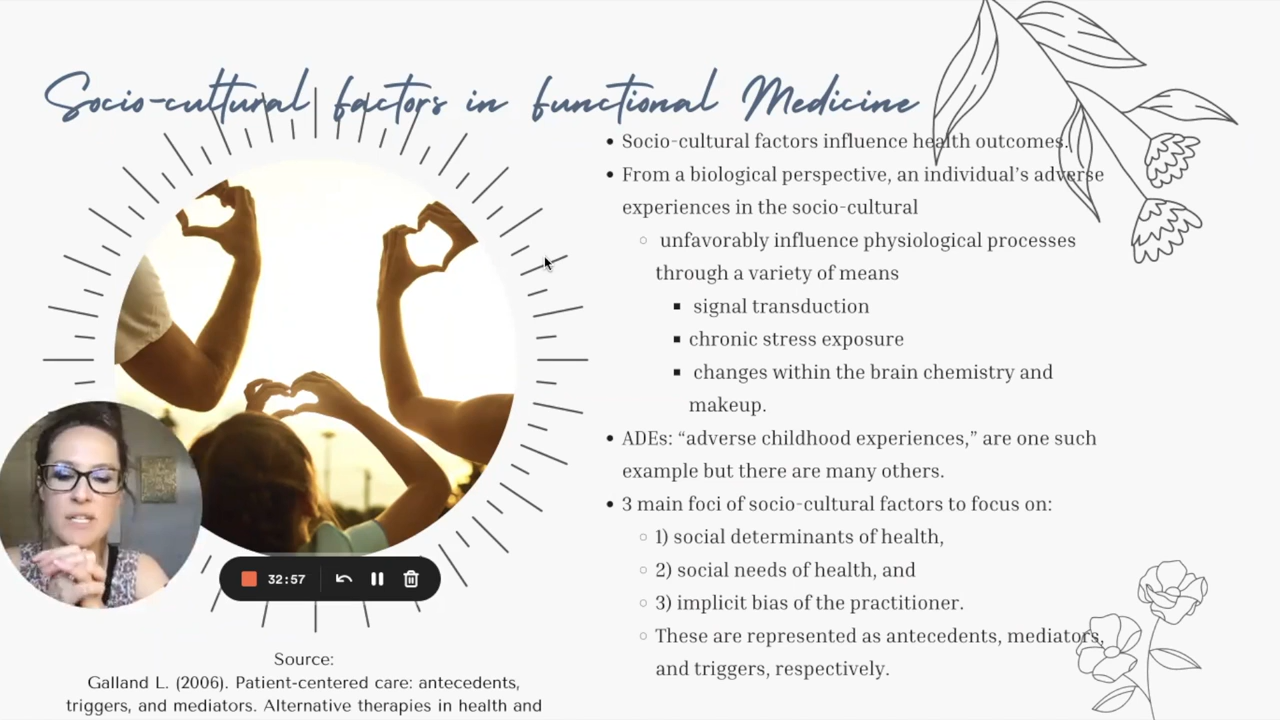 Socio-cultural factors in functional Medicine
• Socio-cultural factors influence health outcomes.
• From a biological perspective, an individual’s adverse
experiences in the socio-cultural
○ unfavorably influence physiological processes
through a variety of means
▪ signal transduction
▪ chronic stress exposure
▪ changes within the brain chemistry and
makeup.
• ADEs: “adverse childhood experiences,” are one such
example but there are many others.
• 3 main foci of socio-cultural factors to focus on:
○ 1) social determinants of health,
○ 2) social needs of health, and
○ 3) implicit bias of the practitioner.
○ These are represented as antecedents, mediators,
and triggers, respectively.
32:57
Source:
Galland L. (2006). Patient-centered care: antecedents,
triggers, and mediators. Alternative therapies in health and